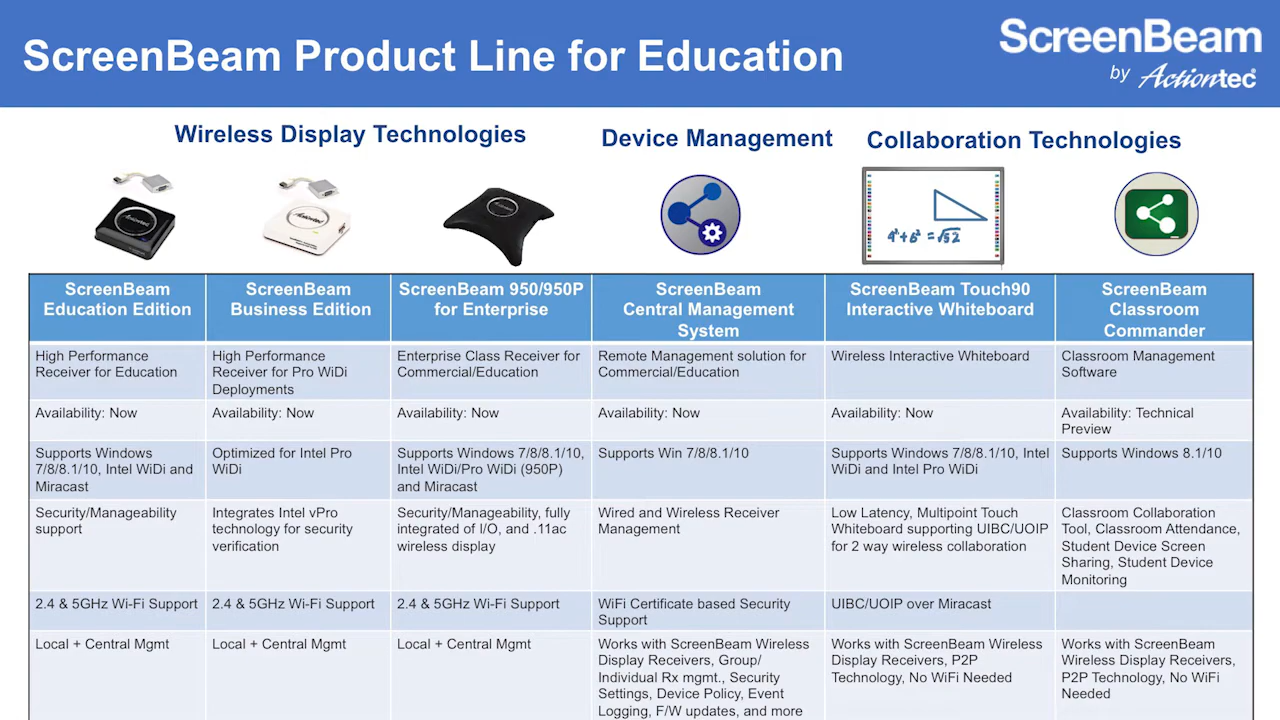 ScreenBeam Product Line for Education
ScreenBeam
by Actiontec
Wireless Display Technologies
Device Management
Collaboration Technologies
Actiontec
Actiontec
Actiontec
4² + 6² = √52
ScreenBeam
Education Edition
ScreenBeam
Business Edition
ScreenBeam 950/950P
for Enterprise
ScreenBeam
Central Management
System
ScreenBeam Touch90
Interactive Whiteboard
ScreenBeam
Classroom
Commander
High Performance
Receiver for Education
High Performance
Receiver for Pro WiDi
Deployments
Enterprise Class Receiver for
Commercial/Education
Remote Management solution for
Commercial/Education
Wireless Interactive Whiteboard
Classroom Management
Software
Availability: Now
Availability: Now
Availability: Now
Availability: Now
Availability: Now
Availability: Technical
Preview
Supports Windows
7/8/8.1/10, Intel WiDi and
Miracast
Optimized for Intel Pro
WiDi
Supports Windows 7/8/8.1/10,
Intel WiDi/Pro WiDi (950P)
and Miracast
Supports Win 7/8/8.1/10
Supports Windows 7/8/8.1/10, Intel
WiDi and Intel Pro WiDi
Supports Windows 8.1/10
Security/Manageability
support
Integrates Intel vPro
technology for security
verification
Security/Manageability, fully
integrated of I/O, and .11ac
wireless display
Wired and Wireless Receiver
Management
Low Latency, Multipoint Touch
Whiteboard supporting UIBC/UOIP
for 2 way wireless collaboration
Classroom Collaboration
Tool, Classroom Attendance,
Student Device Screen
Sharing, Student Device
Monitoring
2.4 & 5GHz Wi-Fi Support
2.4 & 5GHz Wi-Fi Support
2.4 & 5GHz Wi-Fi Support
WiFi Certificate based Security
Support
UIBC/UOIP over Miracast
Local + Central Mgmt
Local + Central Mgmt
Local + Central Mgmt
Works with ScreenBeam Wireless
Display Receivers, Group/
Individual Rx mgmt., Security
Settings, Device Policy, Event
Logging, F/W updates, and more
Works with ScreenBeam Wireless
Display Receivers, P2P
Technology, No WiFi Needed
Works with ScreenBeam
Wireless Display Receivers,
P2P Technology, No WiFi
Needed